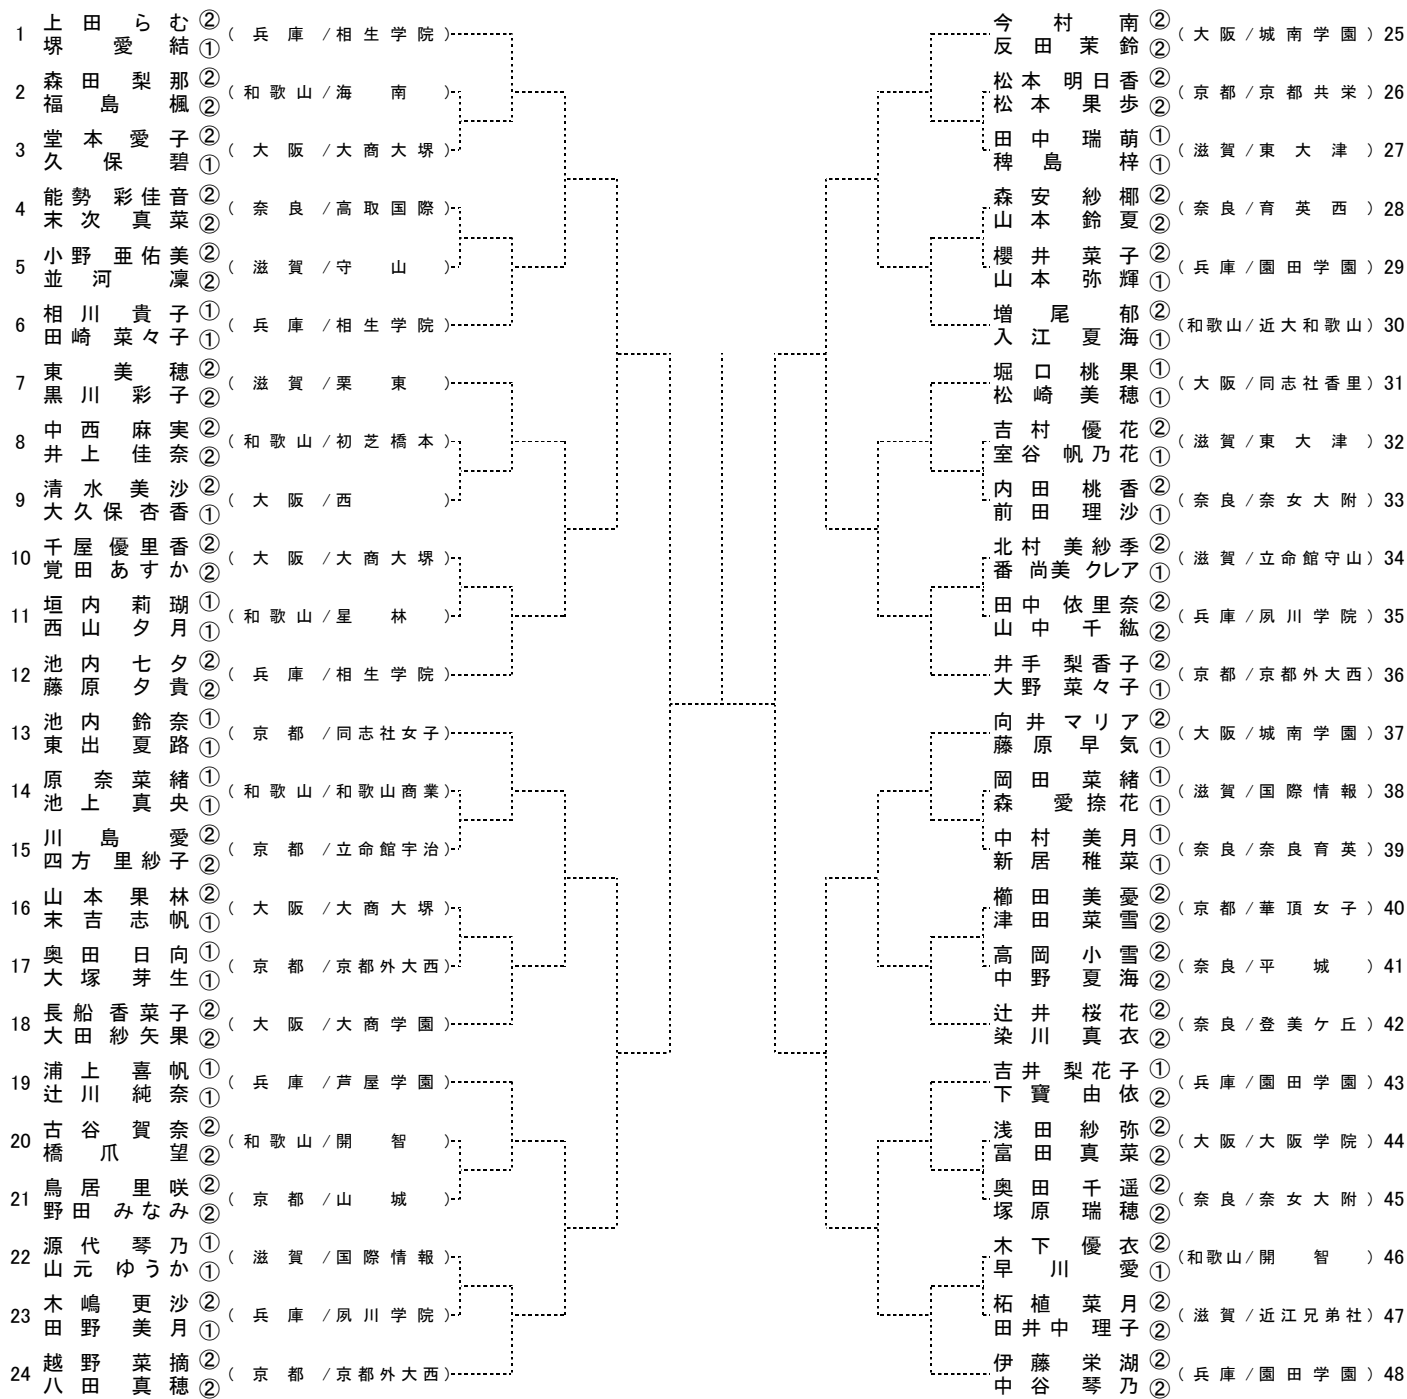 1 上田らむ② (兵庫/相生学院)
堺愛結①
2 森田梨那② (和歌山/海南)
福島楓②
3 堂本愛子② (大阪/大商大堺)
久保碧①
4 能勢彩佳音② (奈良/高取国際)
末次真菜②
5 小野亜佑美② (滋賀/守山)
並河凜②
6 相川貴子① (兵庫/相生学院)
田崎菜々子①
7 東美穂② (滋賀/栗東)
黒川彩子②
8 中西麻実② (和歌山/初芝橋本)
井上佳奈②
9 清水美沙② (大阪/西)
大久保杏香①
10 千屋優里香② (大阪/大商大堺)
覚田あすか②
11 垣内莉瑚① (和歌山/星林)
西山夕月①
12 池内七夕② (兵庫/相生学院)
藤原夕貴②
13 池内鈴奈① (京都/同志社女子)
東出夏路①
14 原奈菜緒① (和歌山/和歌山商業)
池上真央①
15 川島愛② (京都/立命館宇治)
四方里紗子②
16 山本果林② (大阪/大商大堺)
末吉志帆①
17 奥田日向① (京都/京都外大西)
大塚芽生①
18 長船香菜子② (大阪/大商学園)
大田紗矢果②
19 浦上喜帆① (兵庫/芦屋学園)
辻川純奈①
20 古谷賀奈② (和歌山/開智)
橋爪望②
21 鳥居里咲② (京都/山城)
野田みなみ②
22 源代琴乃① (滋賀/国際情報)
山元ゆうか①
23 木嶋更沙② (兵庫/夙川学院)
田野美月①
24 越野菜摘② (京都/京都外大西)
八田真穂②
今村南② (大阪/城南学園) 25
反田茉鈴②
松本明日香② (京都/京都共栄) 26
松本果歩②
田中瑞萌① (滋賀/東大津) 27
稗島梓①
森安紗椰② (奈良/育英西) 28
山本鈴夏②
櫻井菜子② (兵庫/園田学園) 29
山本弥輝①
増尾郁② (和歌山/近大和歌山) 30
入江夏海①
堀口桃果① (大阪/同志社香里) 31
松崎美穂①
吉村優花② (滋賀/東大津) 32
室谷帆乃花①
内田桃香② (奈良/奈女大附) 33
前田理沙①
北村美紗季② (滋賀/立命館守山) 34
番尚美クレア①
田中依里奈② (兵庫/夙川学院) 35
山中千紘②
井手梨香子② (京都/京都外大西) 36
大野菜々子①
向井マリア② (大阪/城南学園) 37
藤原早気①
岡田菜緒① (滋賀/国際情報) 38
森愛捺花①
中村美月① (奈良/奈良育英) 39
新居稚菜①
櫛田美憂② (京都/華頂女子) 40
津田菜雪②
高岡小雪② (奈良/平城) 41
中野夏海②
辻井桜花② (奈良/登美ケ丘) 42
染川真衣②
吉井梨花子① (兵庫/園田学園) 43
下寶由依②
浅田紗弥② (大阪/大阪学院) 44
富田真菜②
奥田千遥② (奈良/奈女大附) 45
塚原瑞穂②
木下優衣② (和歌山/開智) 46
早川愛①
柘植菜月② (滋賀/近江兄弟社) 47
田井中理子②
伊藤栄湖② (兵庫/園田学園) 48
中谷琴乃②